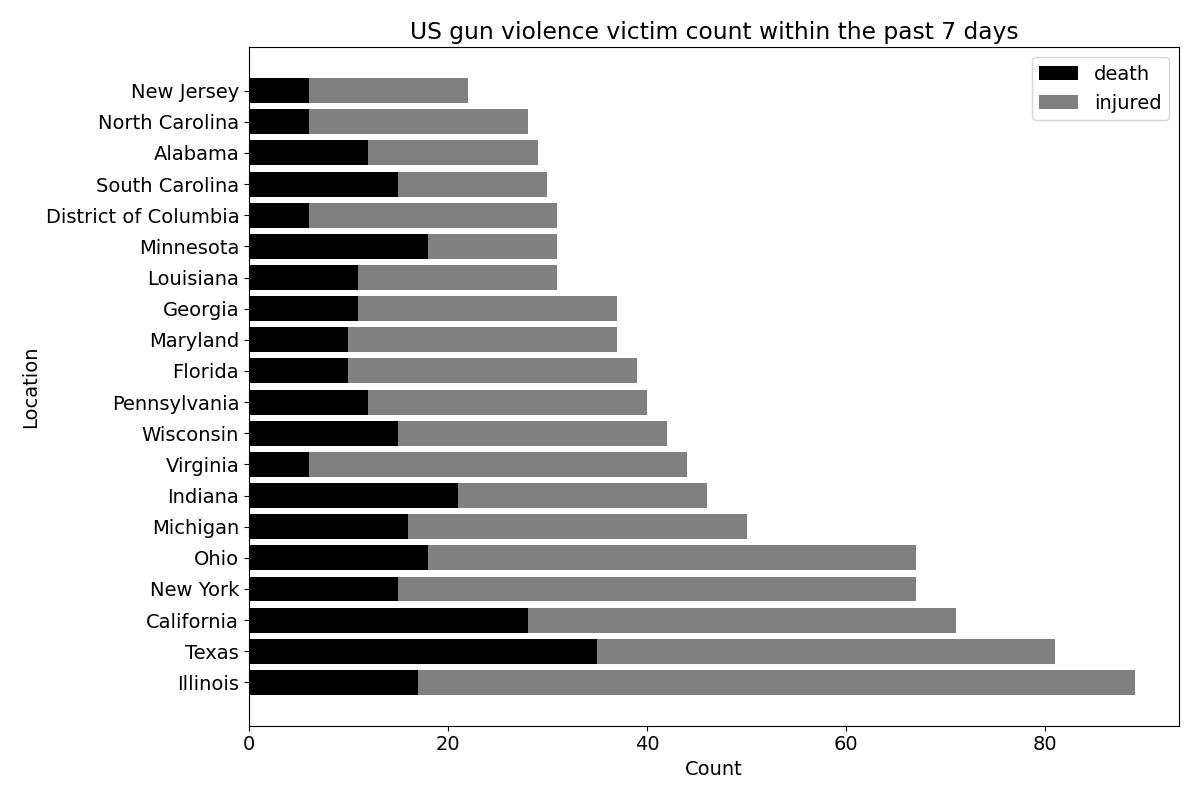 US gun violence victim count within the past 7 days
death
injured
New Jersey
North Carolina
Alabama
South Carolina
District of Columbia
Minnesota
Louisiana
Georgia
Maryland
Florida
Pennsylvania
Wisconsin
Virginia
Indiana
Michigan
Ohio
New York
California
Texas
Illinois
Location
0 20 40 60 80
Count